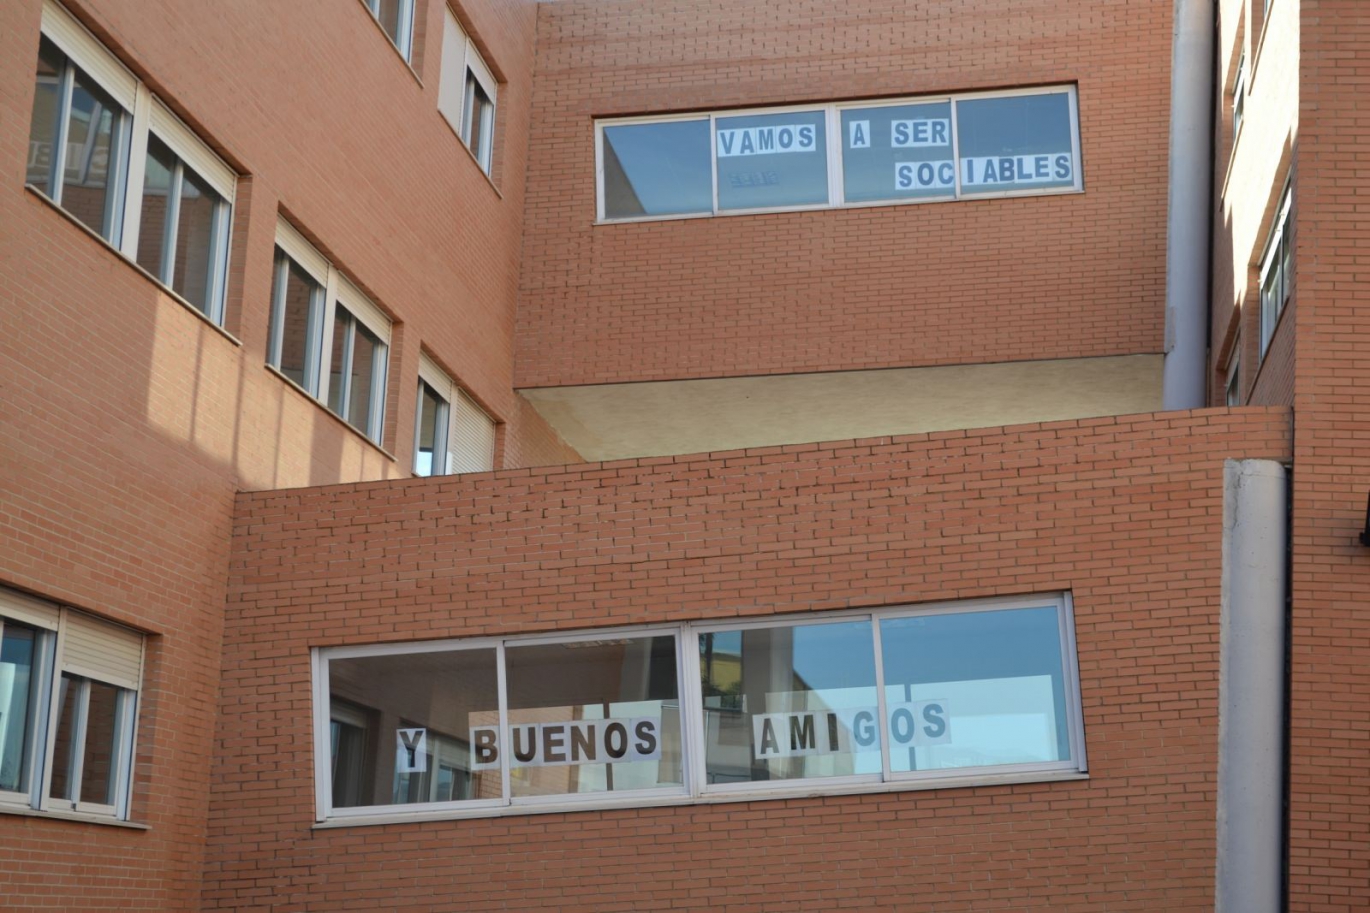 VAMOS A SER
SOCIABLES
Y BUENOS AMIGOS